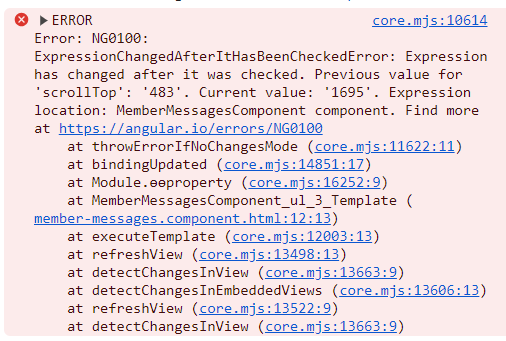 ERROR core.mjs:10614
Error: NG0100:
ExpressionChangedAfterItHasBeenCheckedError: Expression
has changed after it was checked. Previous value for
'scrollTop': '483'. Current value: '1695'. Expression
location: MemberMessagesComponent component. Find more
at https://angular.io/errors/NG0100
at throwErrorIfNoChangesMode (core.mjs:11622:11)
at bindingUpdated (core.mjs:14851:17)
at Module.ɵɵproperty (core.mjs:16252:9)
at MemberMessagesComponent_ul_3_Template (
member-messages.component.html:12:13)
at executeTemplate (core.mjs:12003:13)
at refreshView (core.mjs:13498:13)
at detectChangesInView (core.mjs:13663:9)
at detectChangesInEmbeddedViews (core.mjs:13606:13)
at refreshView (core.mjs:13522:9)
at detectChangesInView (core.mjs:13663:9)